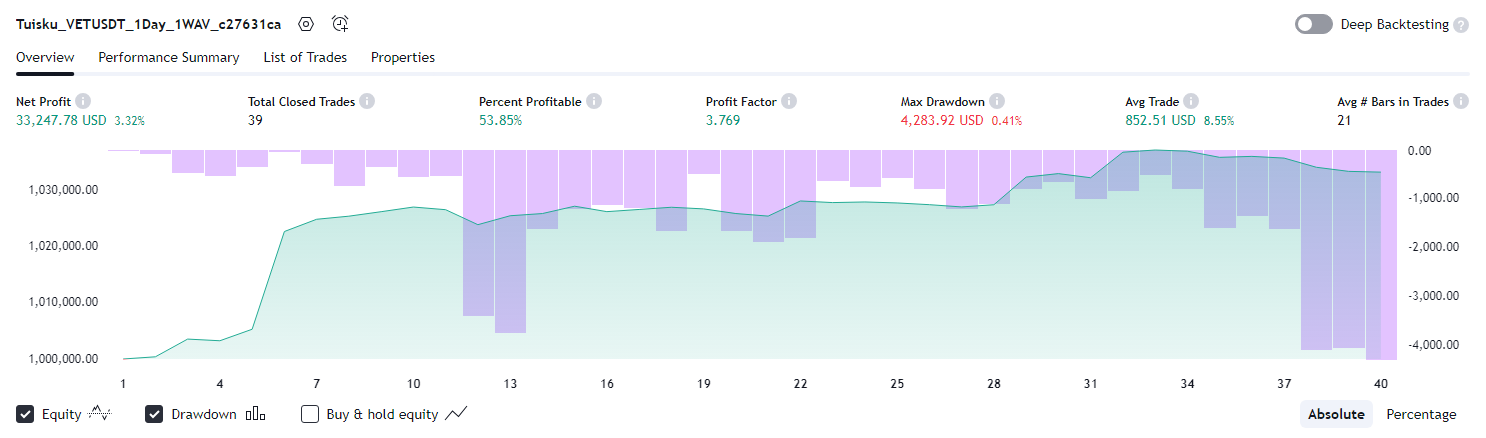 Tuisku_VETUSDT_1Day_1WAV_c27631ca Deep Backtesting ?
Overview Performance Summary List of Trades Properties
Net Profit Total Closed Trades Percent Profitable Profit Factor Max Drawdown Avg Trade Avg # Bars in Trades
33,247.78 USD 3.32% 39 53.85% 3.769 4,283.92 USD 0.41% 852.51 USD 8.55% 21
0.00
1,030,000.00
-1,000.00
1,020,000.00 -2,000.00
1,010,000.00 -3,000.00
-4,000.00
1,000,000.00
1 4 7 10 13 16 19 22 25 28 31 34 37 40
Equity Drawdown Buy & hold equity Absolute Percentage